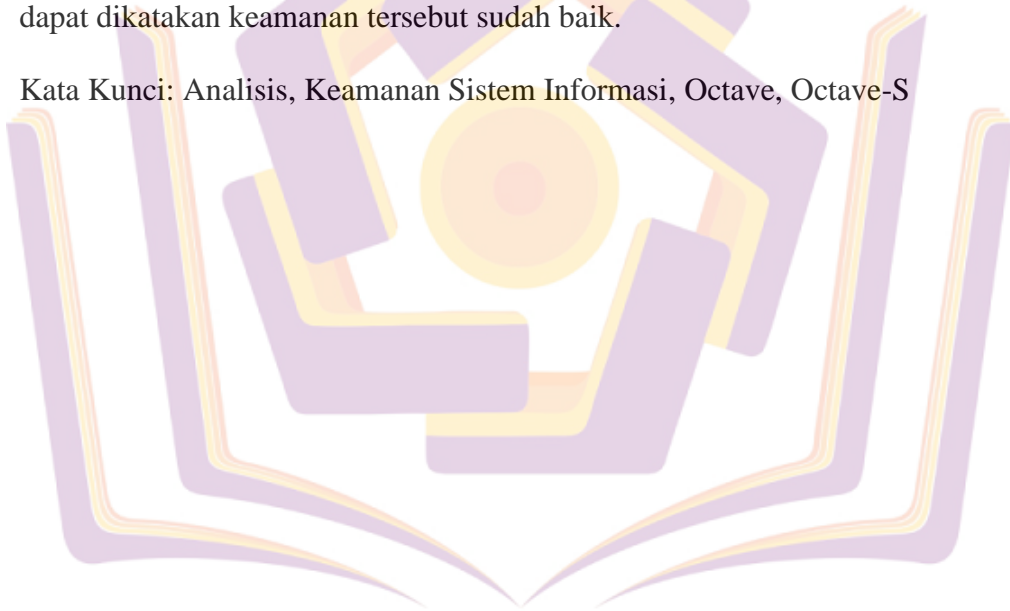 dapat dikatakan keamanan tersebut sudah baik.
Kata Kunci: Analisis, Keamanan Sistem Informasi, Octave, Octave-S